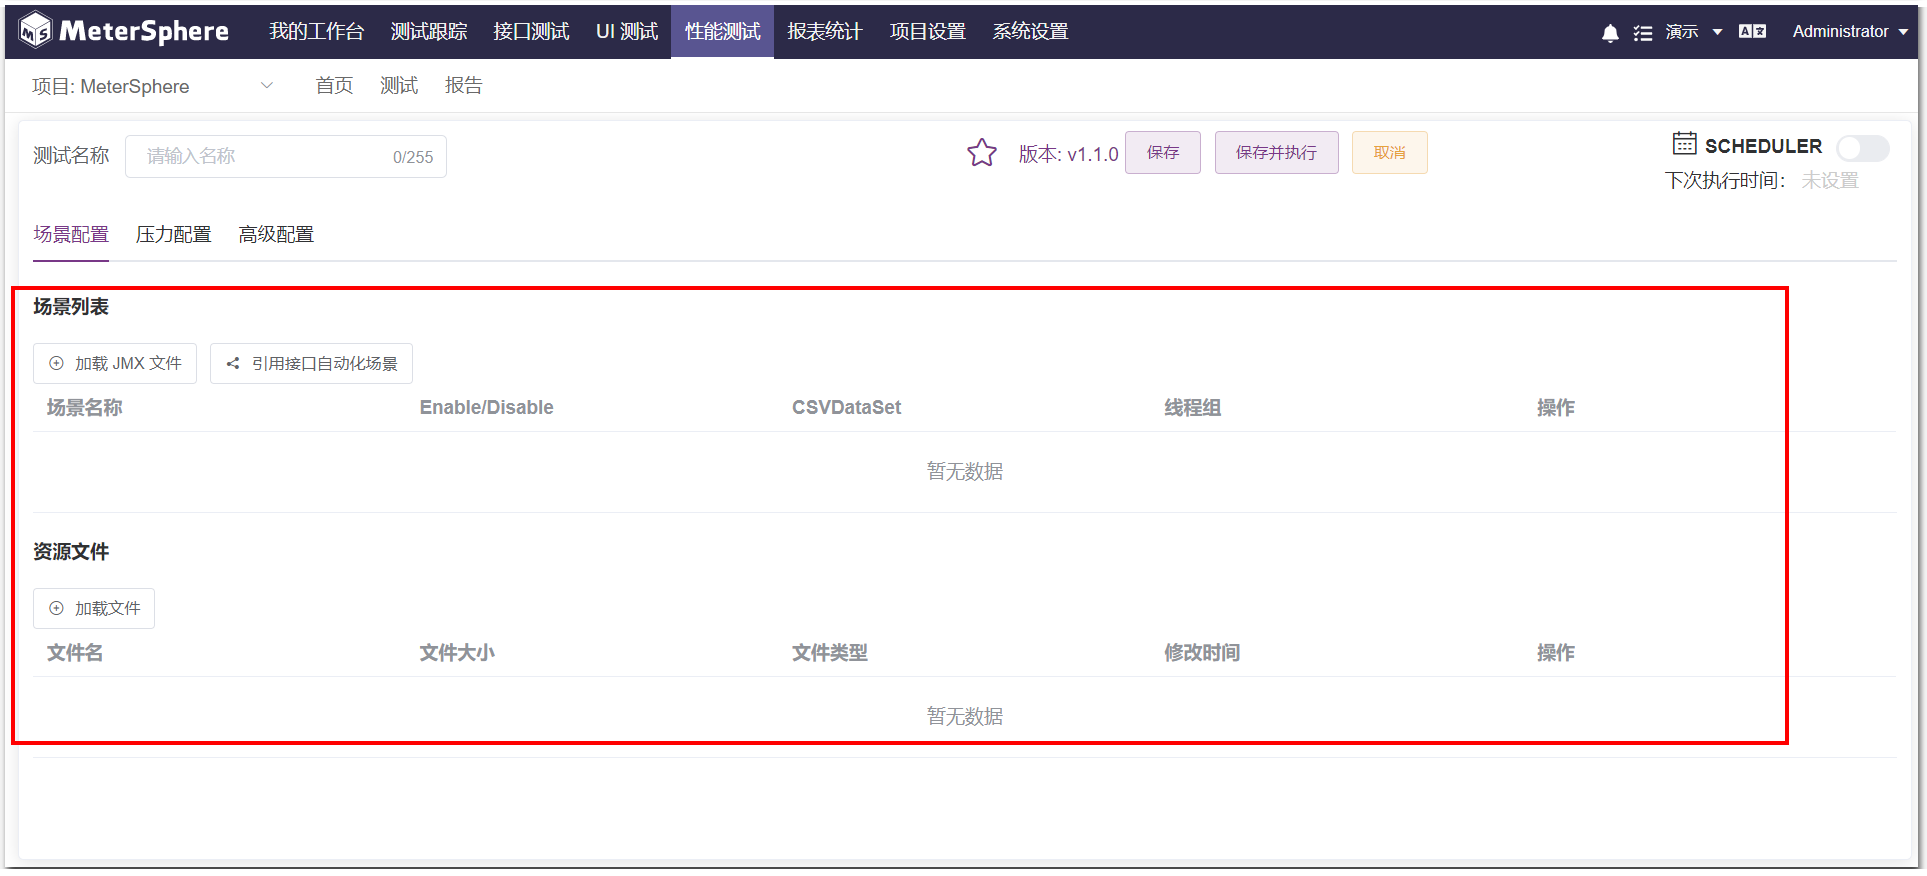 MeterSphere 我的工作台 测试跟踪 接口测试 UI 测试 性能测试 报表统计 项目设置 系统设置 演示 Administrator
项目: MeterSphere 首页 测试 报告
测试名称 请输入名称 0/255 版本: v1.1.0 保存 保存并执行 取消 SCHEDULER
下次执行时间: 未设置
场景配置 压力配置 高级配置
场景列表
加载 JMX 文件 引用接口自动化场景
场景名称 Enable/Disable CSVDataSet 线程组 操作
暂无数据
资源文件
加载文件
文件名 文件大小 文件类型 修改时间 操作
暂无数据